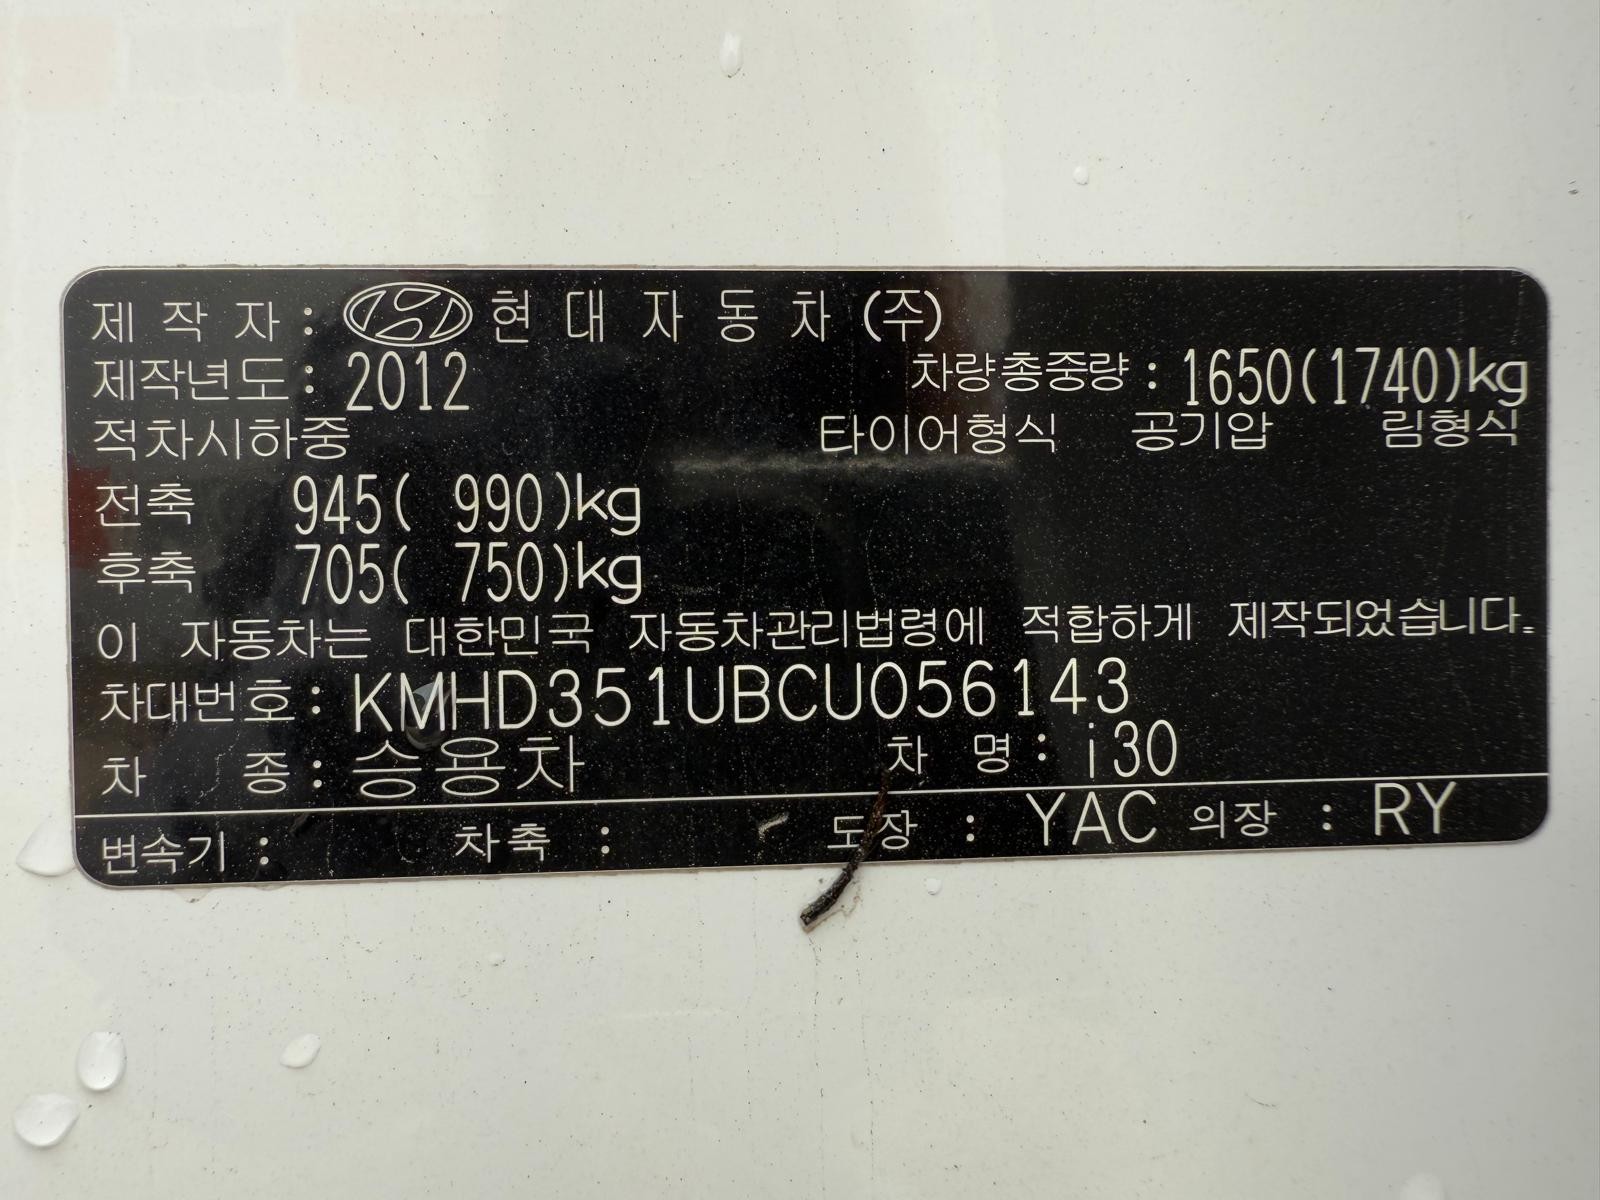 제 작 자 : 현 대 자 동 차 (주)
제작년도 : 2012 차량총중량 : 1650(1740)kg
적차시하중 타이어형식 공기압 림형식
전축 945( 990)kg
후축 705( 750)kg
이 자동차는 대한민국 자동차관리법령에 적합하게 제작되었습니다.
차대번호 : KMHD351UBCU056143
차 종 : 승용차 차 명 : i30
변속기 : 차축 : 도장 : YAC 의장 : RY